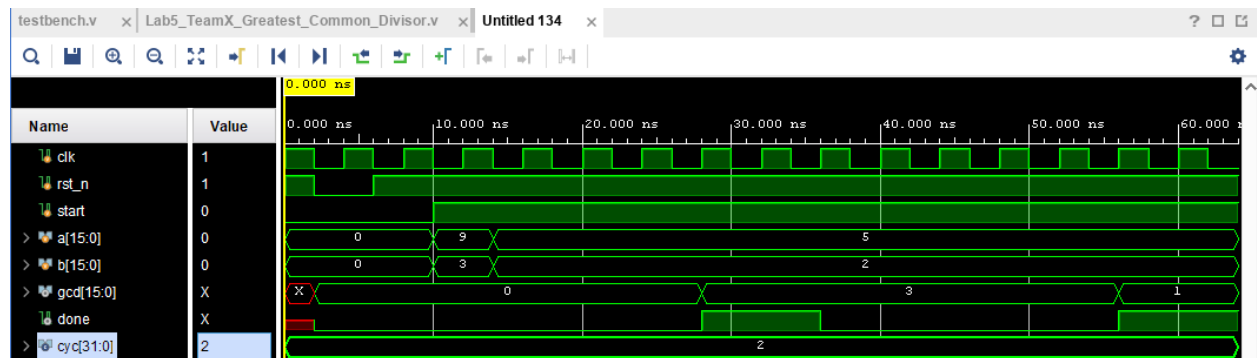 testbench.v × Lab5_TeamX_Greatest_Common_Divisor.v × Untitled 134 × ?
0.000 ns
Name Value 0.000 ns 10.000 ns 20.000 ns 30.000 ns 40.000 ns 50.000 ns 60.000
clk 1
rst_n 1
start 0
a[15:0] 0 0 9 5
b[15:0] 0 0 3 2
gcd[15:0] X X 0 3 1
done X
cyc[31:0] 2 2